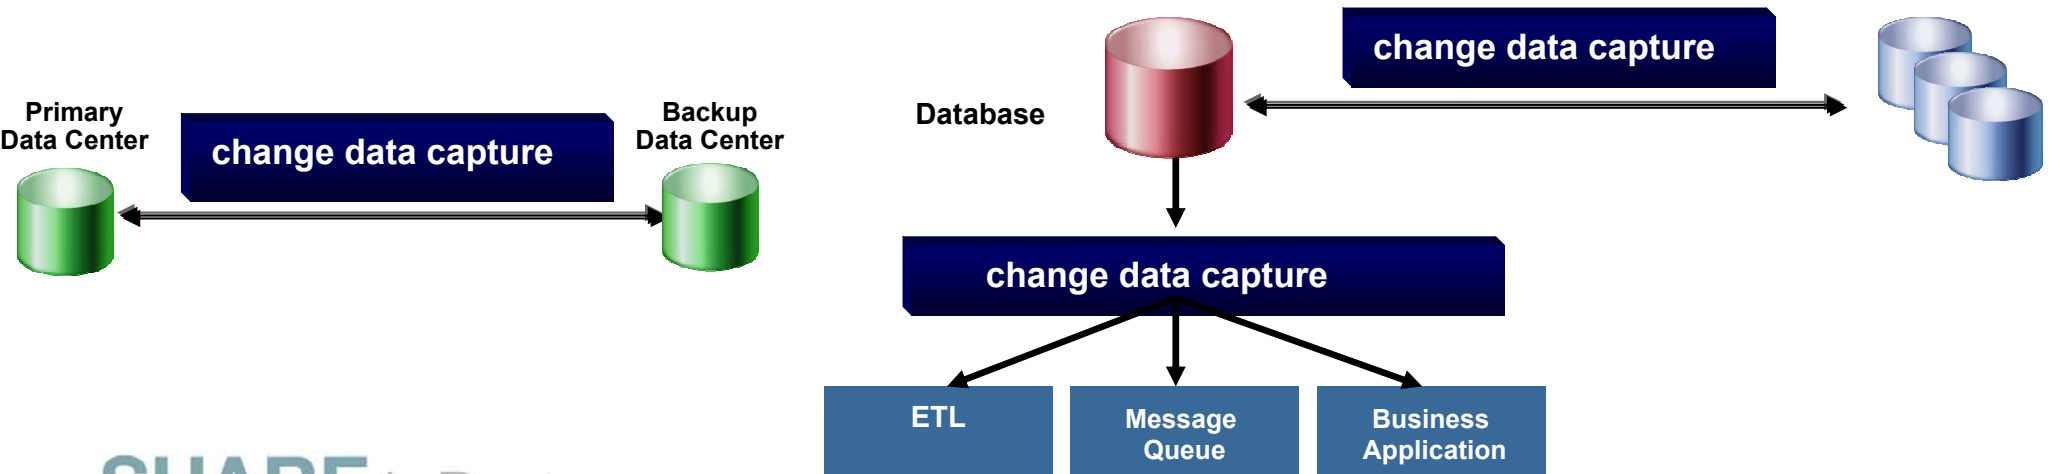 Primary
Data Center
change data capture
Backup
Data Center
Database
change data capture
change data capture
ETL
Message
Queue
Business
Application